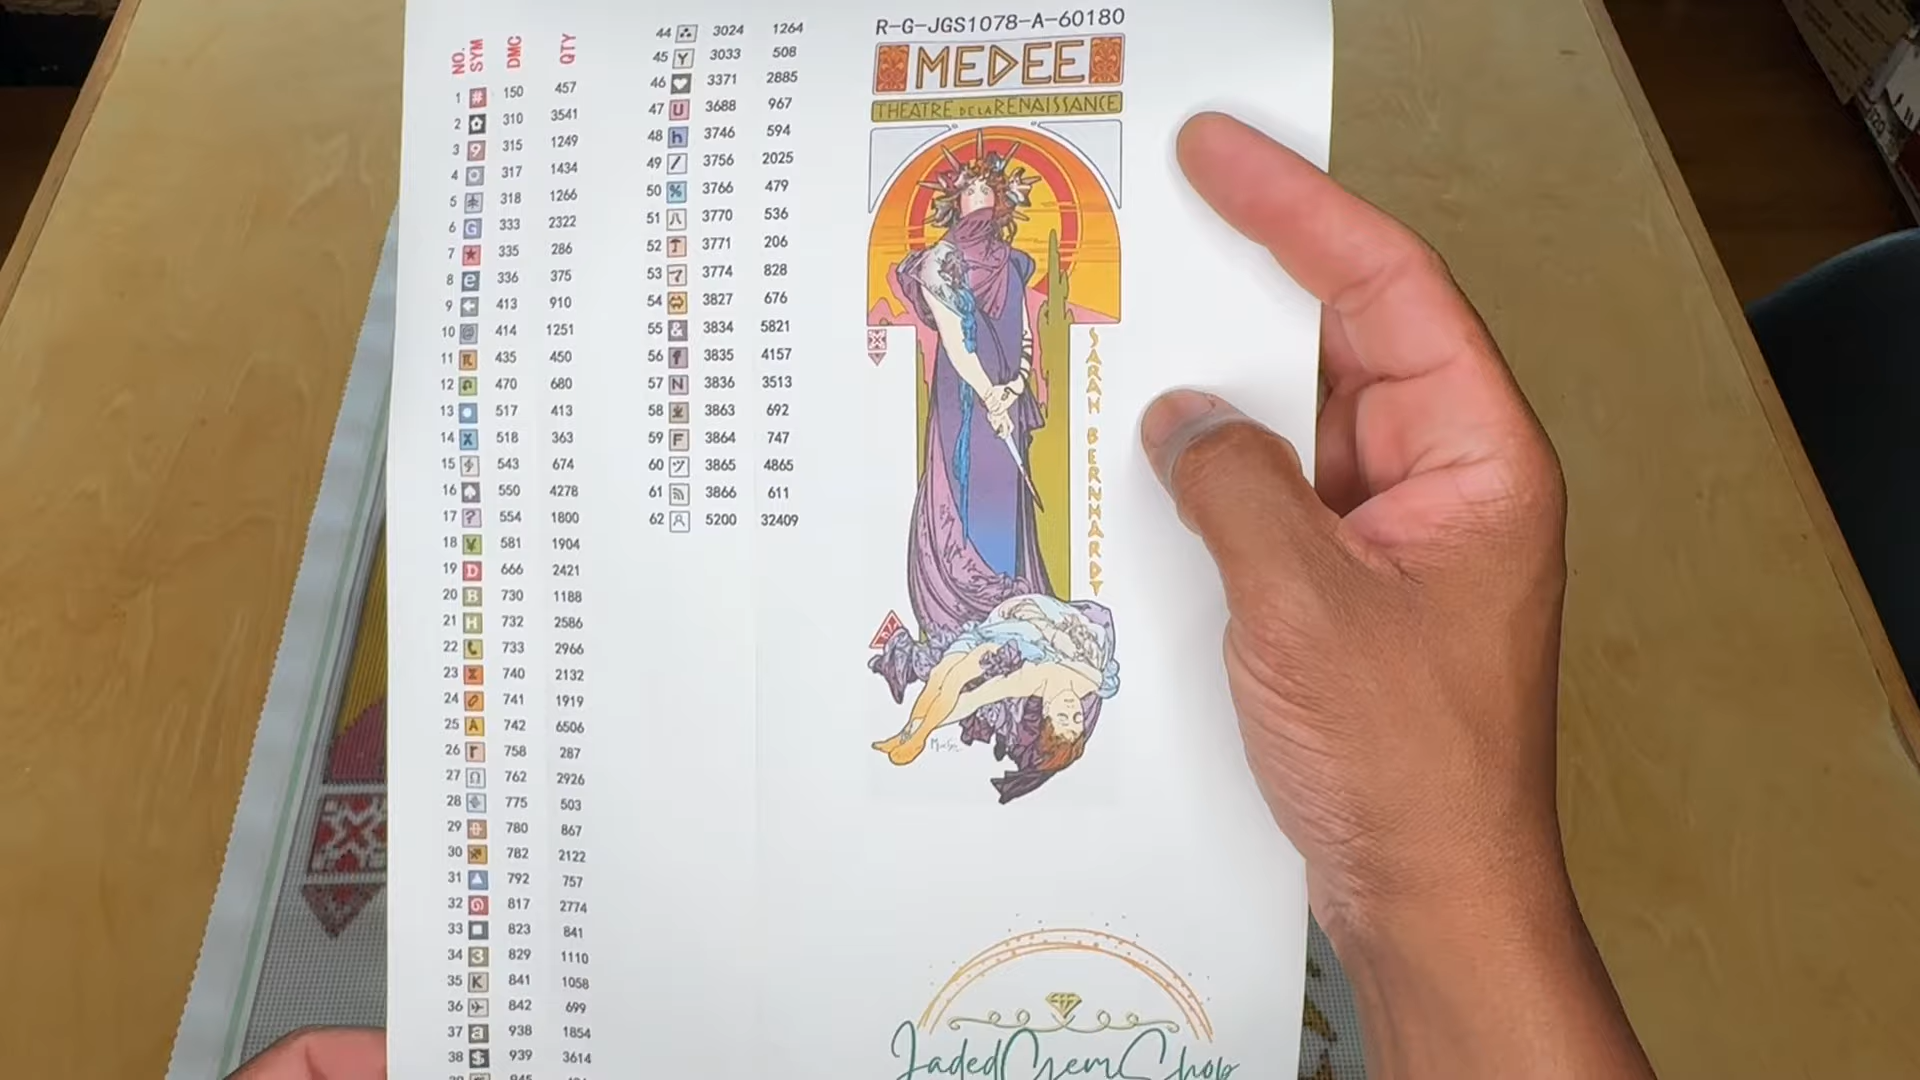 NO. SYM DMC QTY
1 # 150 457
2 310 3541
3 9 315 1249
4 317 1434
5 318 1266
6 G 333 2322
7 ★ 335 286
8 e 336 375
9 413 910
10 @ 414 1251
11 435 450
12 470 680
13 517 413
14 X 518 363
15 543 674
16 ♠ 550 4278
17 ? 554 1800
18 ¥ 581 1904
19 D 666 2421
20 B 730 1188
21 H 732 2586
22 733 2966
23 740 2132
24 741 1919
25 A 742 6506
26 r 758 287
27 Ω 762 2926
28 775 503
29 780 867
30 782 2122
31 ▲ 792 757
32 817 2774
33 ■ 823 841
34 3 829 1110
35 K 841 1058
36 842 699
37 a 938 1854
38 $ 939 3614
44 3024 1264
45 Y 3033 508
46 ♥ 3371 2885
47 U 3688 967
48 h 3746 594
49 / 3756 2025
50 % 3766 479
51 3770 536
52 3771 206
53 3774 828
54 3827 676
55 & 3834 5821
56 f 3835 4157
57 N 3836 3513
58 3863 692
59 F 3864 747
60 3865 4865
61 3866 611
62 5200 32409
R-G-JGS1078-A-60180
MEDEE
THEATRE DE LA RENAISSANCE
SARAH BERNHARDT
JadedGemShop